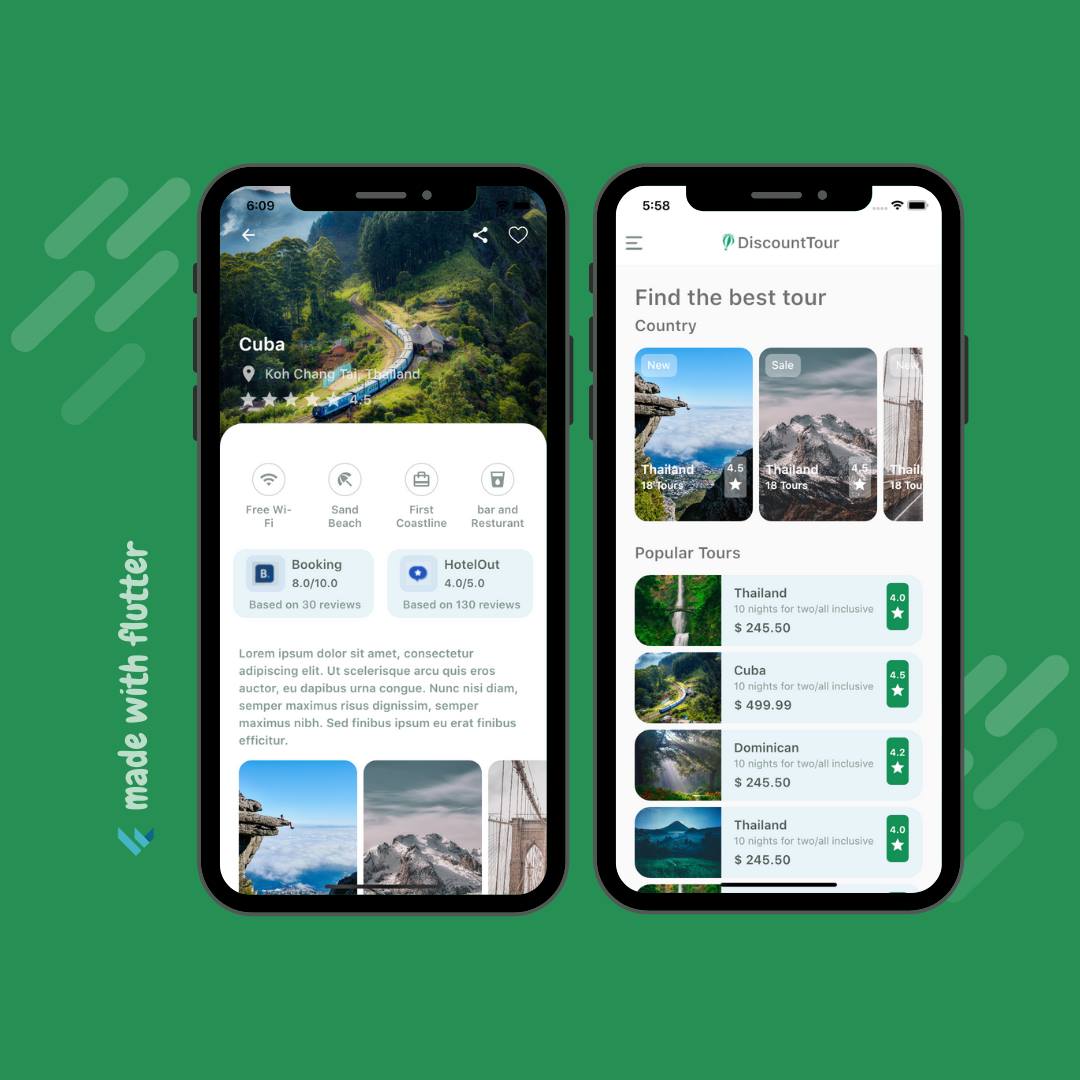 made with flutter
6:09
Cuba
Koh Chang Tai, Thailand
4.5
Free Wi-
Fi
Sand
Beach
First
Coastline
bar and
Resturant
B.
Booking
8.0/10.0
Based on 30 reviews
HotelOut
4.0/5.0
Based on 130 reviews
Lorem ipsum dolor sit amet, consectetur
adipiscing elit. Ut scelerisque arcu quis eros
auctor, eu dapibus urna congue. Nunc nisi diam,
semper maximus risus dignissim, semper
maximus nibh. Sed finibus ipsum eu erat finibus
efficitur.
5:58
DiscountTour
Find the best tour
Country
New
Thailand
18 Tours
4.5
Sale
Thailand
18 Tours
4.5
New
Thail
18 Tou
Popular Tours
Thailand
10 nights for two/all inclusive
$ 245.50
4.0
Cuba
10 nights for two/all inclusive
$ 499.99
4.5
Dominican
10 nights for two/all inclusive
$ 245.50
4.2
Thailand
10 nights for two/all inclusive
$ 245.50
4.0